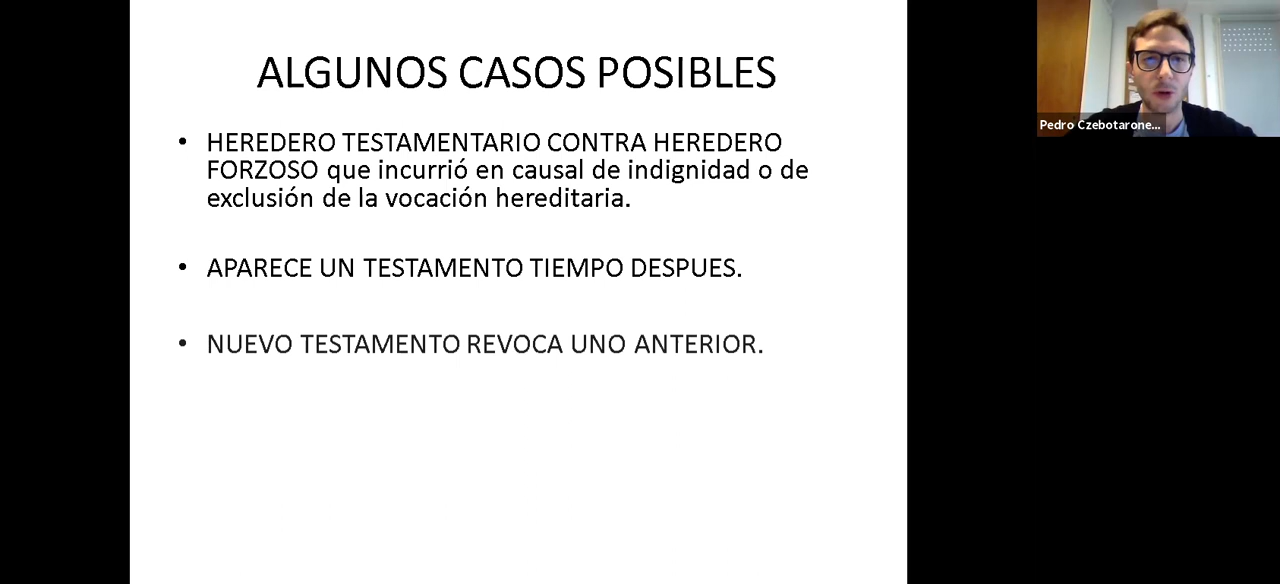 ALGUNOS CASOS POSIBLES
• HEREDERO TESTAMENTARIO CONTRA HEREDERO
FORZOSO que incurrió en causal de indignidad o de
exclusión de la vocación hereditaria.
• APARECE UN TESTAMENTO TIEMPO DESPUES.
• NUEVO TESTAMENTO REVOCA UNO ANTERIOR.
Pedro Czebotarone...